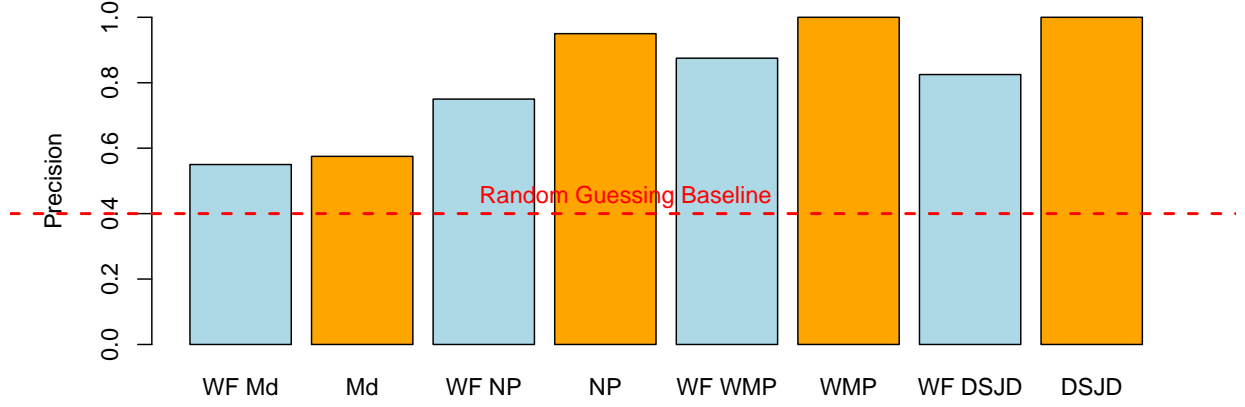 Precision
1.0
0.8
0.6
0.4
0.2
0.0
Random Guessing Baseline
WF Md Md WF NP NP WF WMP WMP WF DSJD DSJD